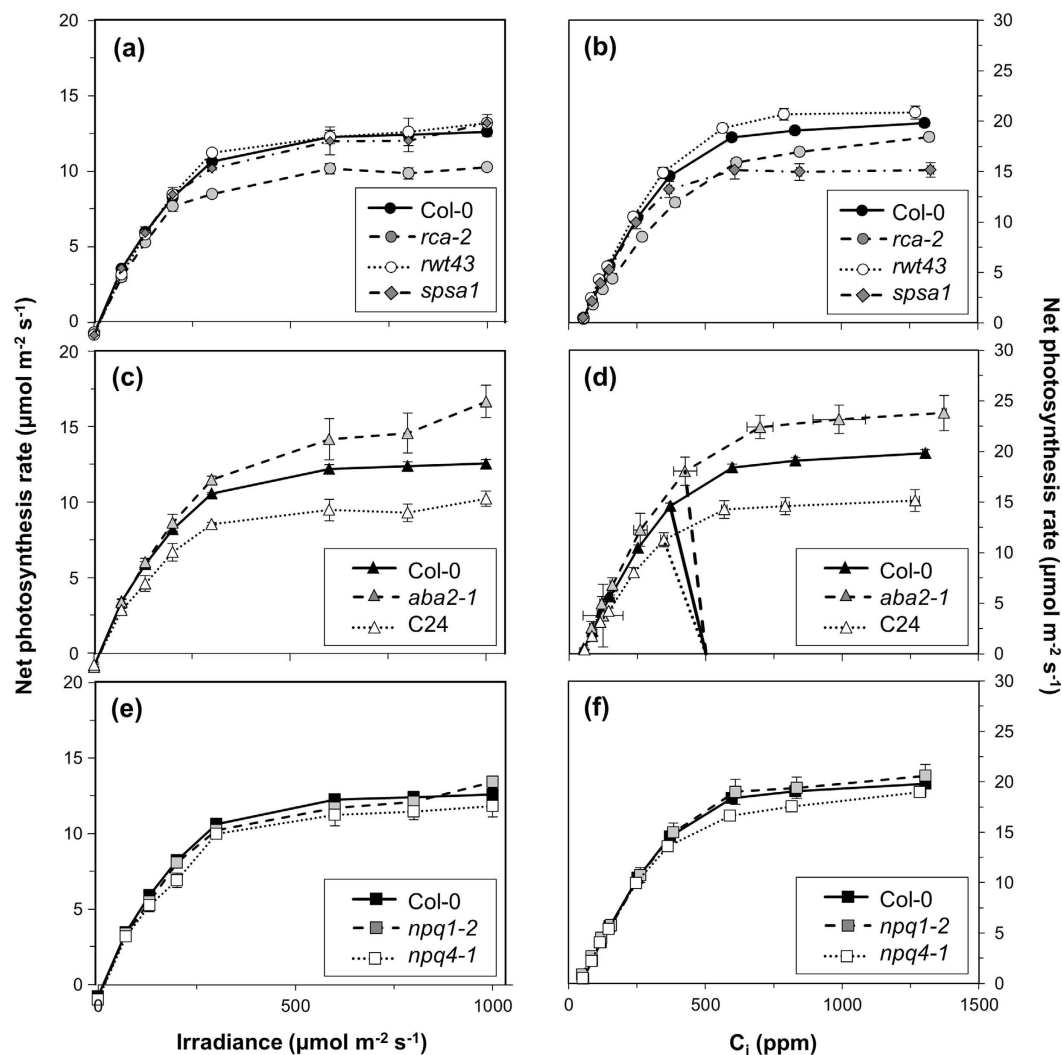 20
15
10
5
0
(a)
Col-0
rca-2
rwt43
spsa1
(b)
Col-0
rca-2
rwt43
spsa1
30
25
20
15
10
5
0
20
15
10
5
0
(c)
Col-0
aba2-1
C24
(d)
Col-0
aba2-1
C24
30
25
20
15
10
5
0
20
15
10
5
0
(e)
Col-0
npq1-2
npq4-1
(f)
Col-0
npq1-2
npq4-1
30
25
20
15
10
5
0
0 500 1000
0 500 1000 1500
Net photosynthesis rate (µmol m⁻² s⁻¹)
Net photosynthesis rate (µmol m⁻² s⁻¹)
Irradiance (µmol m⁻² s⁻¹)
Cᵢ (ppm)